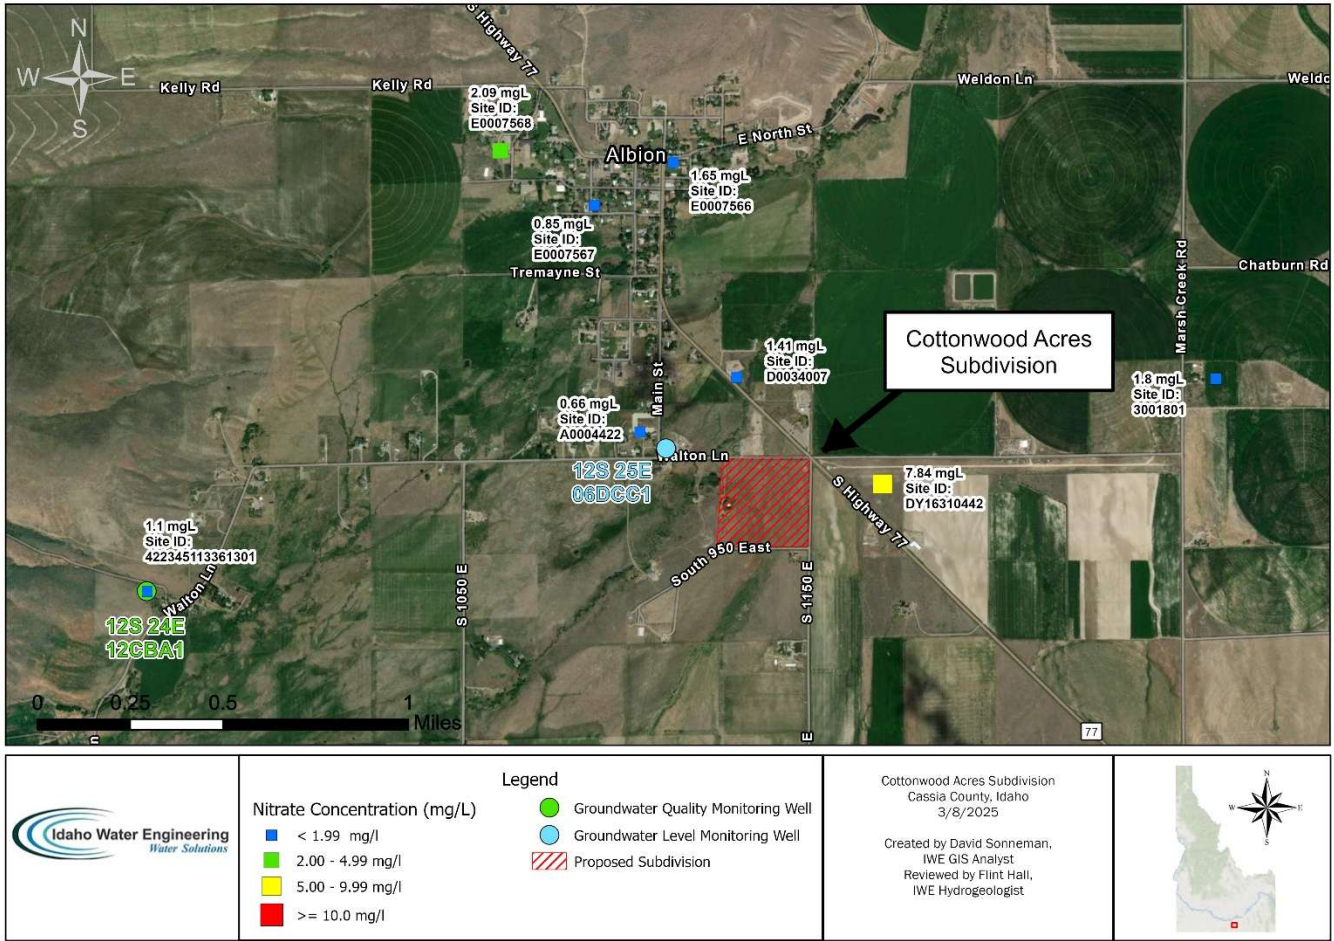 S Highway 77
N
W E
S
Kelly Rd
Kelly Rd
Weldon Ln
Weldo
2.09 mgL
Site ID:
E0007568
Albion
E North St
1.65 mgL
Site ID:
E0007566
0.85 mgL
Site ID:
E0007567
Tremayne St
Marsh Creek Rd
Chatburn Rd
Cottonwood Acres
Subdivision
1.41 mgL
Site ID:
D0034007
Main St
1.8 mgL
Site ID:
3001801
0.66 mgL
Site ID:
A0004422
Walton Ln
12S 25E
06DCC1
7.84 mgL
Site ID:
DY16310442
S Highway 77
1.1 mgL
Site ID:
422345113361301
Walton Ln
South 950 East
S 1050 E
S 1150 E
12S 24E
12CBA1
0 0.25 0.5 1
Miles
n
E
77
Idaho Water Engineering
Water Solutions
Legend
Nitrate Concentration (mg/L)
< 1.99 mg/l
2.00 - 4.99 mg/l
5.00 - 9.99 mg/l
>= 10.0 mg/l
Groundwater Quality Monitoring Well
Groundwater Level Monitoring Well
Proposed Subdivision
Cottonwood Acres Subdivision
Cassia County, Idaho
3/8/2025
Created by David Sonneman,
IWE GIS Analyst
Reviewed by Flint Hall,
IWE Hydrogeologist
N
W E
S